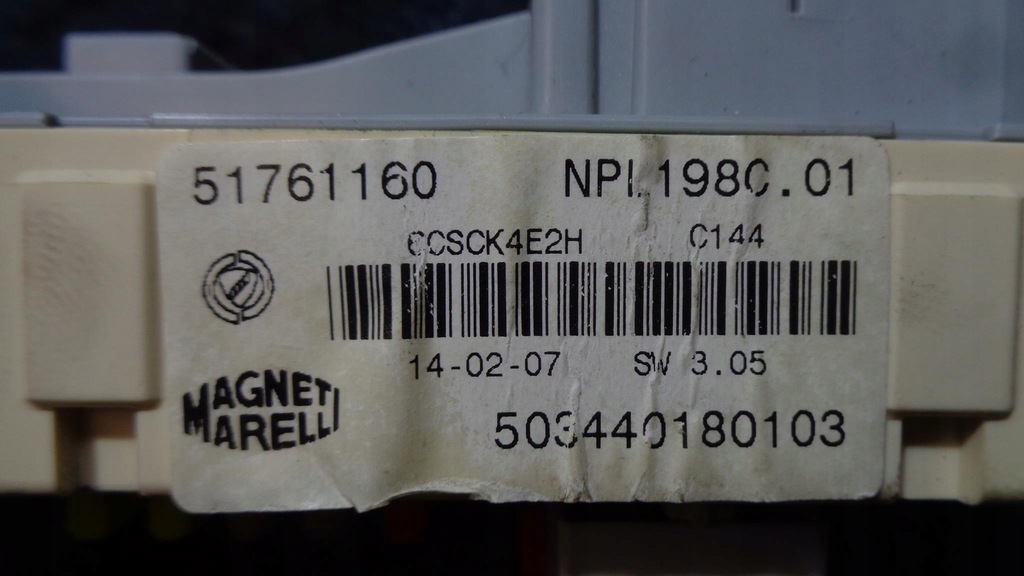 51761160 NPL198C.01
6CSCK4E2H C144
14-02-07 SW 3.05
MAGNETI
MARELLI
503440180103